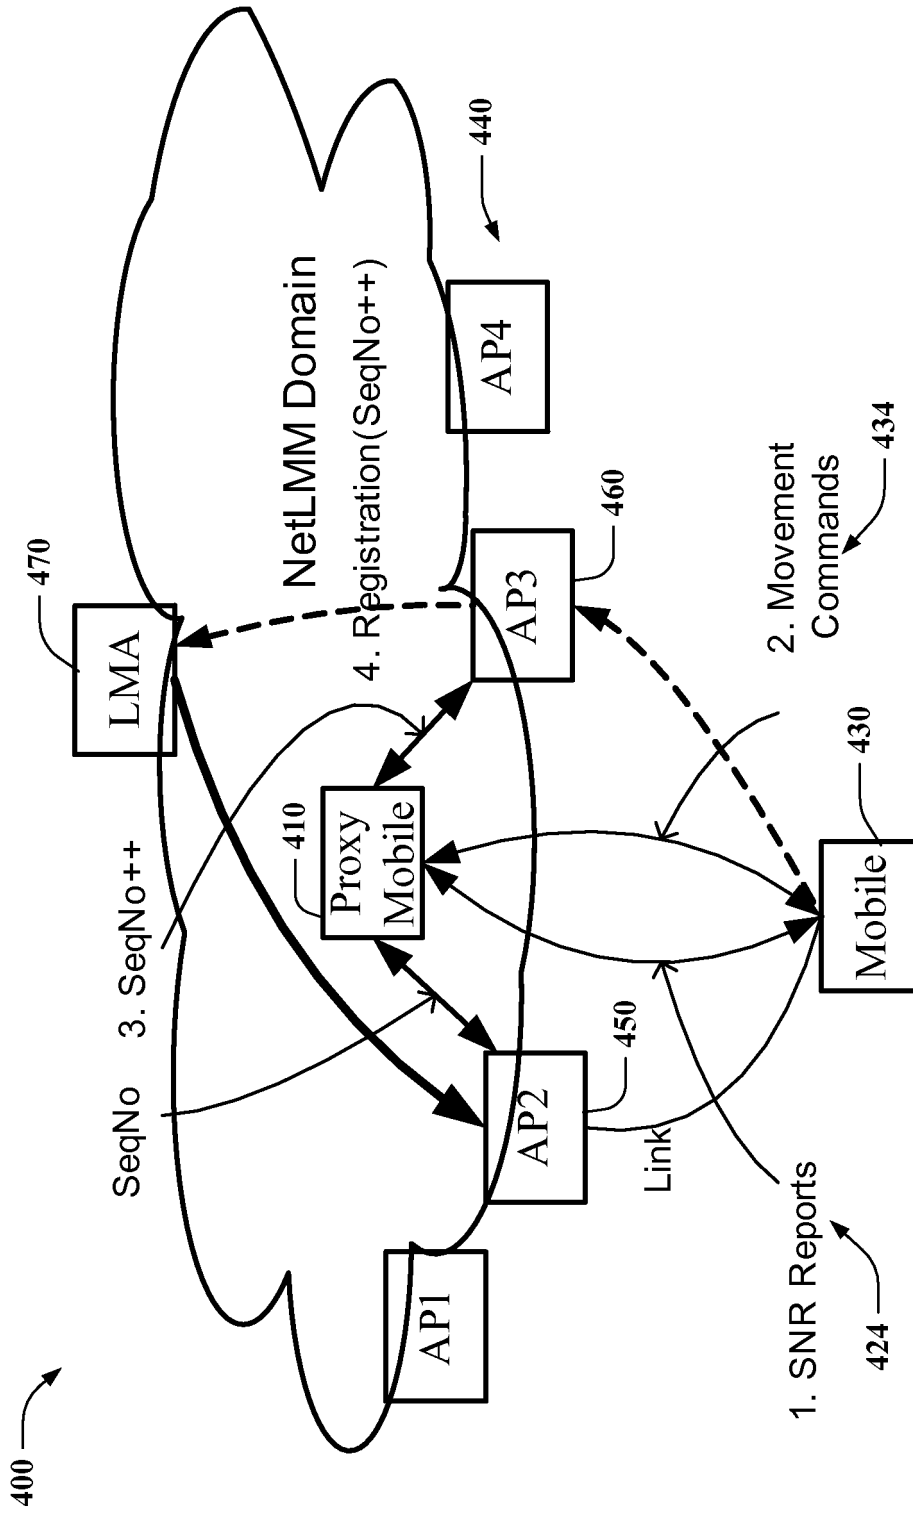 400
470
LMA
3. SeqNo++
SeqNo
NetLMM Domain
4. Registration(SeqNo++)
410
Proxy
Mobile
440
AP1
AP2
AP3
AP4
450
460
Link
1. SNR Reports
424
2. Movement
Commands
434
430
Mobile